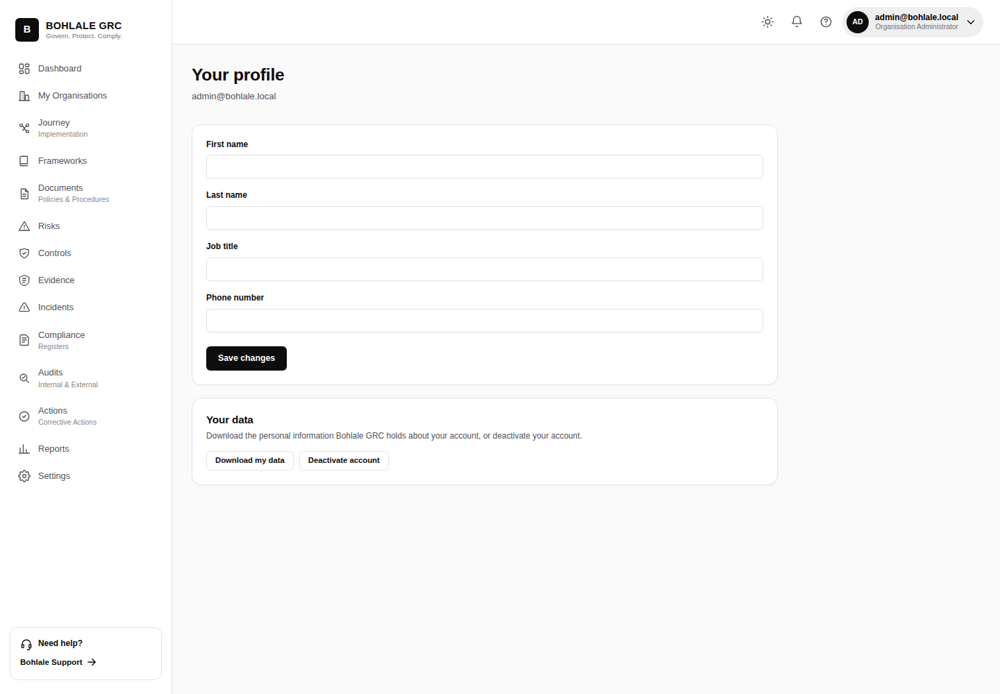 B
BOHLALE GRC
Govern. Protect. Comply.
Dashboard
My Organisations
Journey
Implementation
Frameworks
Documents
Policies & Procedures
Risks
Controls
Evidence
Incidents
Compliance
Registers
Audits
Internal & External
Actions
Corrective Actions
Reports
Settings
Need help?
Bohlale Support
AD
admin@bohlale.local
Organisation Administrator
Your profile
admin@bohlale.local
First name
Last name
Job title
Phone number
Save changes
Your data
Download the personal information Bohlale GRC holds about your account, or deactivate your account.
Download my data
Deactivate account